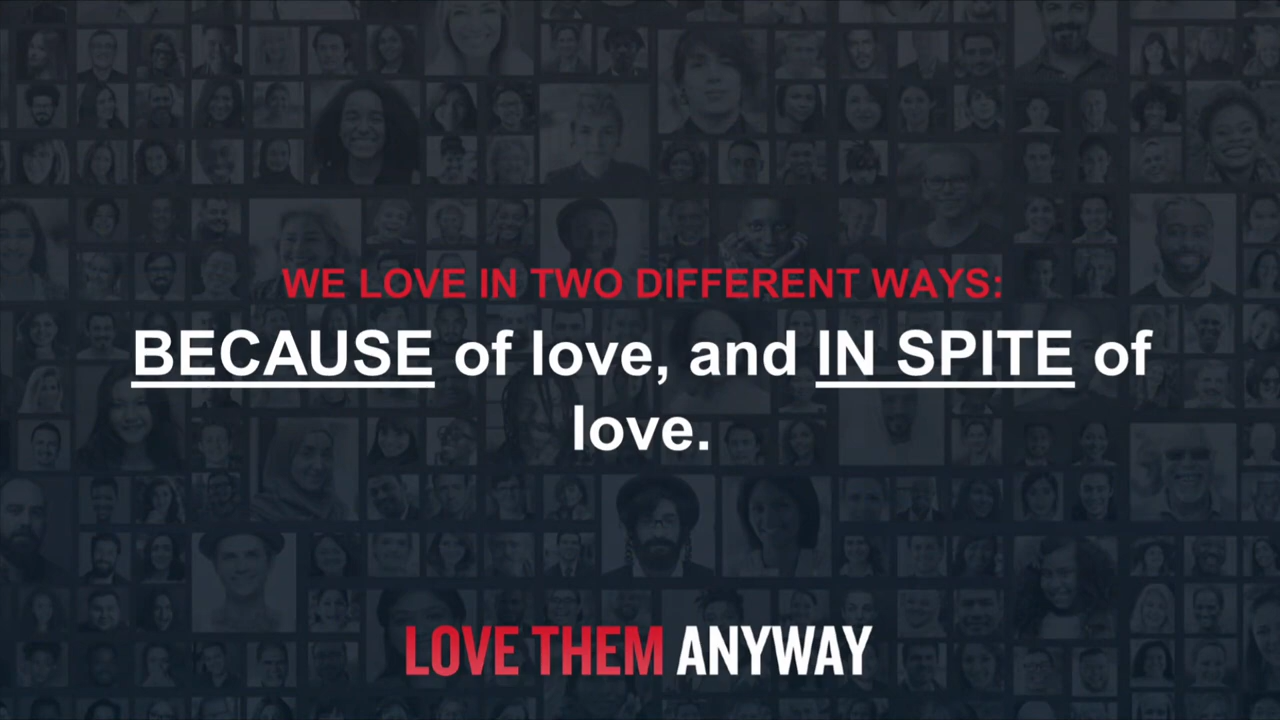 WE LOVE IN TWO DIFFERENT WAYS:
BECAUSE of love, and IN SPITE of
love.
LOVE THEM ANYWAY